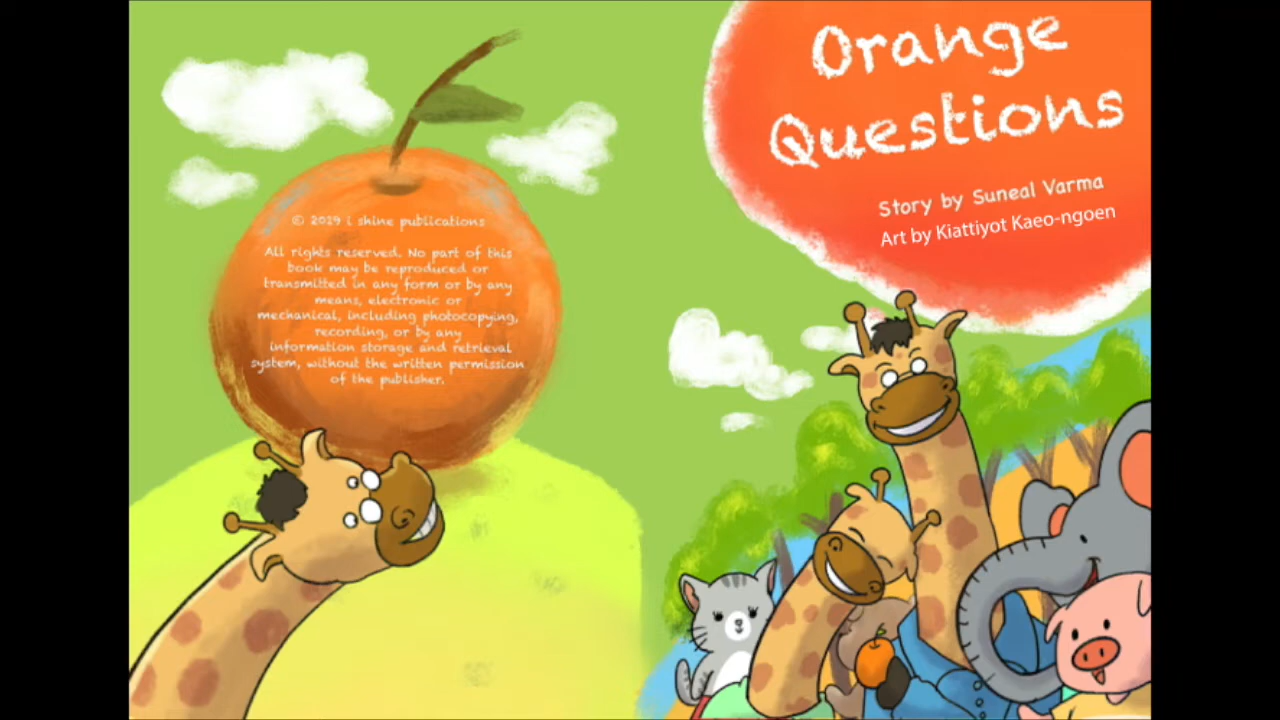 © 2019 i shine publications
All rights reserved. No part of this
book may be reproduced or
transmitted in any form or by any
means, electronic or
mechanical, including photocopying,
recording, or by any
information storage and retrieval
system, without the written permission
of the publisher.
Orange
Questions
Story by Suneal Varma
Art by Kiattiyot Kaeo-ngoen